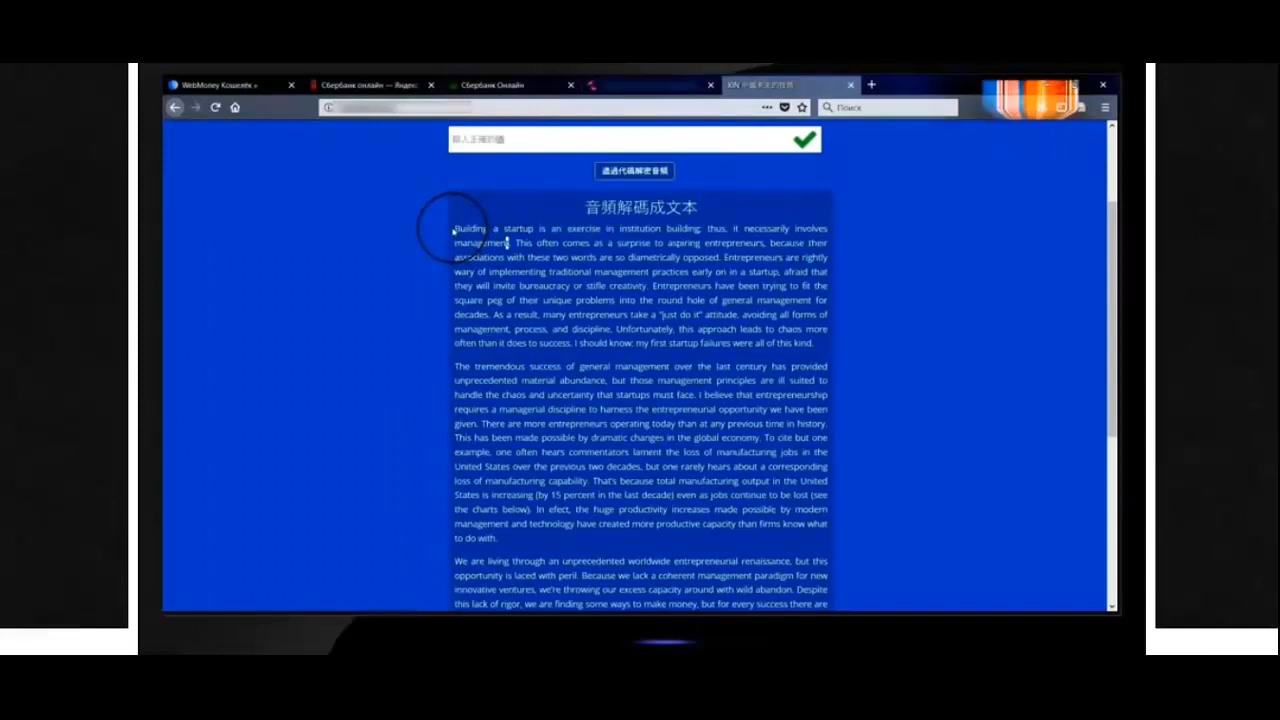 WebMoney Кошелёк »
Сбербанк онлайн — Яндекс
Сбербанк Онлайн
Поиск
音頻解碼成文本
Building a startup is an exercise in institution building; thus, it necessarily involves
management. This often comes as a surprise to aspiring entrepreneurs, because their
associations with these two words are so diametrically opposed. Entrepreneurs are rightly
wary of implementing traditional management practices early on in a startup, afraid that
they will invite bureaucracy or stifle creativity. Entrepreneurs have been trying to fit the
square peg of their unique problems into the round hole of general management for
decades. As a result, many entrepreneurs take a "just do it" attitude, avoiding all forms of
management, process, and discipline. Unfortunately, this approach leads to chaos more
often than it does to success. I should know: my first startup failures were all of this kind.
The tremendous success of general management over the last century has provided
unprecedented material abundance, but those management principles are ill suited to
handle the chaos and uncertainty that startups must face. I believe that entrepreneurship
requires a managerial discipline to harness the entrepreneurial opportunity we have been
given. There are more entrepreneurs operating today than at any previous time in history.
This has been made possible by dramatic changes in the global economy. To cite but one
example, one often hears commentators lament the loss of manufacturing jobs in the
United States over the previous two decades, but one rarely hears about a corresponding
loss of manufacturing capability. That's because total manufacturing output in the United
States is increasing (by 15 percent in the last decade) even as jobs continue to be lost (see
the charts below). In efect, the huge productivity increases made possible by modern
management and technology have created more productive capacity than firms know what
to do with.
We are living through an unprecedented worldwide entrepreneurial renaissance, but this
opportunity is laced with peril. Because we lack a coherent management paradigm for new
innovative ventures, we're throwing our excess capacity around with wild abandon. Despite
this lack of rigor, we are finding some ways to make money, but for every success there are